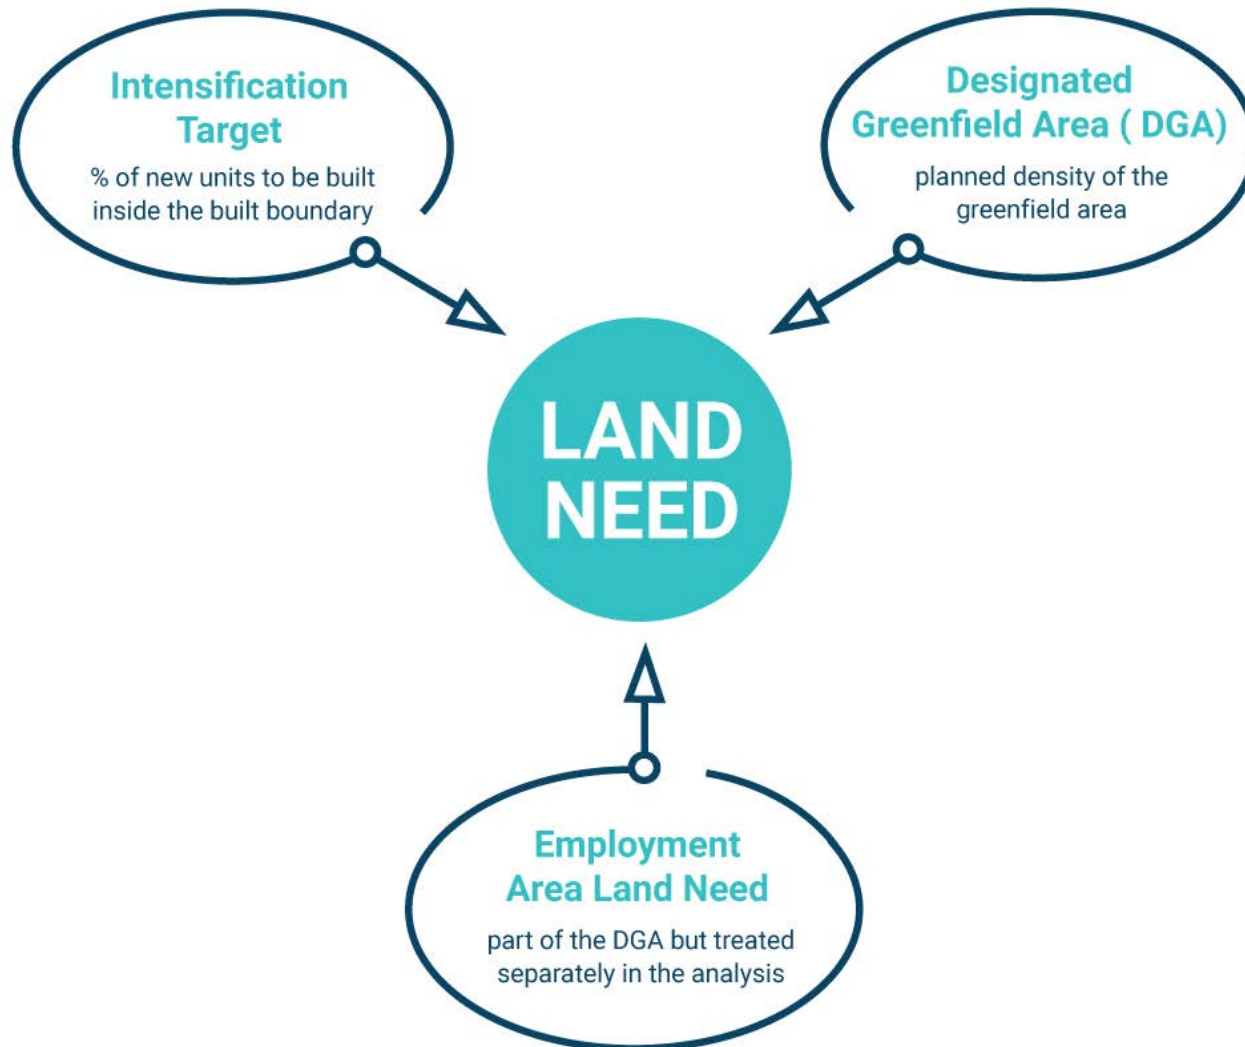 Intensification
Target
% of new units to be built
inside the built boundary
Designated
Greenfield Area ( DGA)
planned density of the
greenfield area
LAND
NEED
Employment
Area Land Need
part of the DGA but treated
separately in the analysis